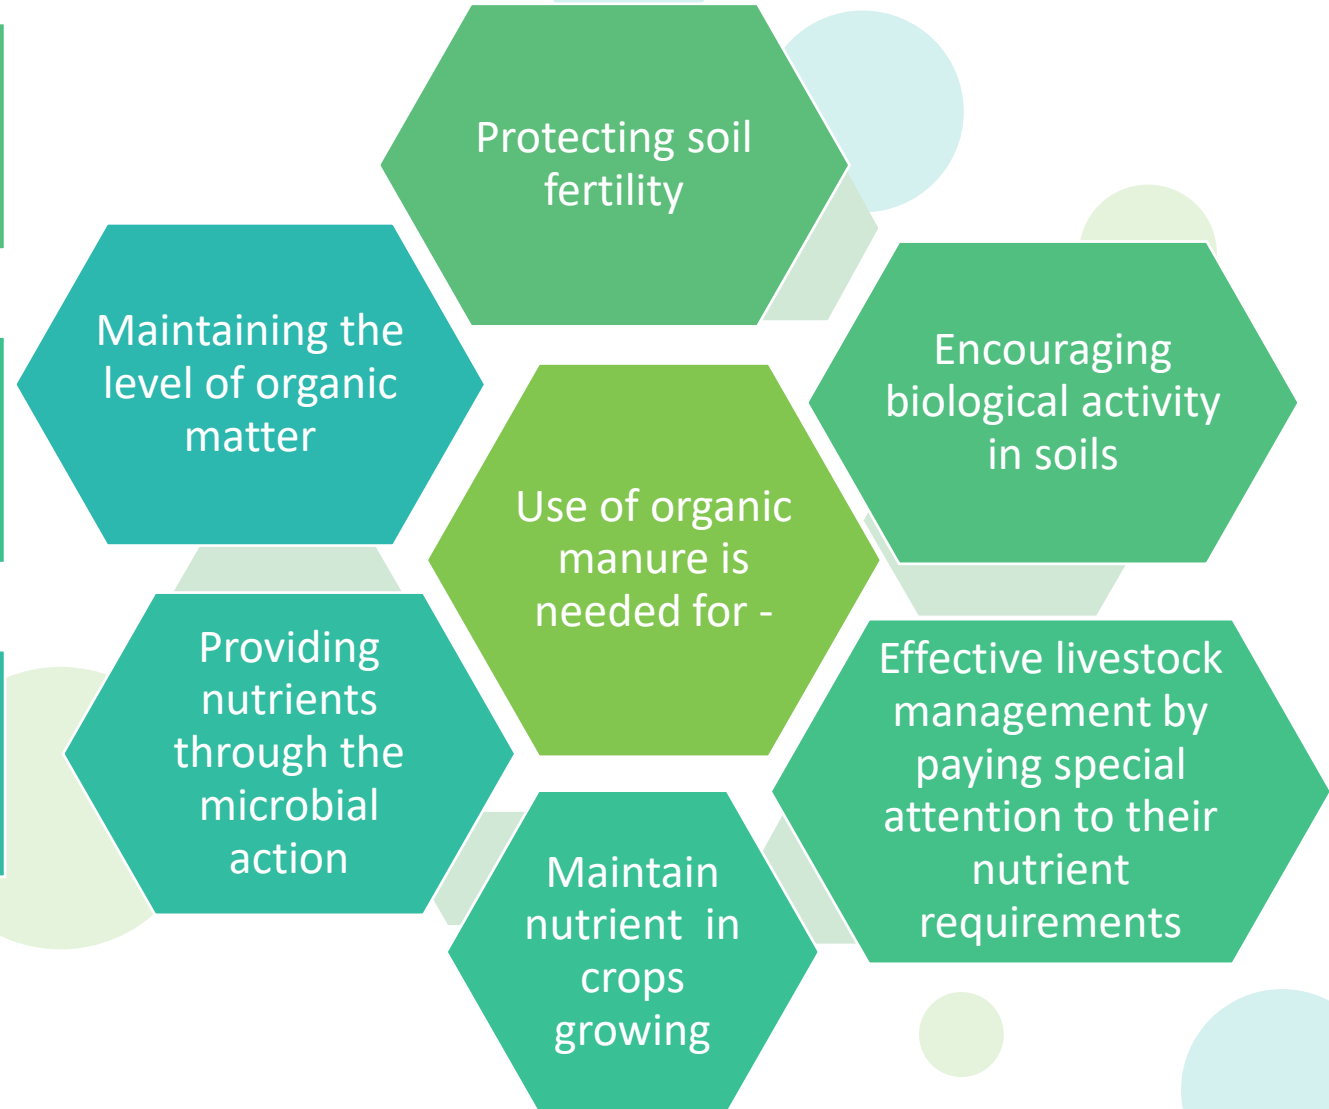 Protecting soil
fertility
Maintaining the
level of organic
matter
Encouraging
biological activity
in soils
Use of organic
manure is
needed for -
Providing
nutrients
through the
microbial
action
Effective livestock
management by
paying special
attention to their
nutrient
requirements
Maintain
nutrient  in
crops
growing